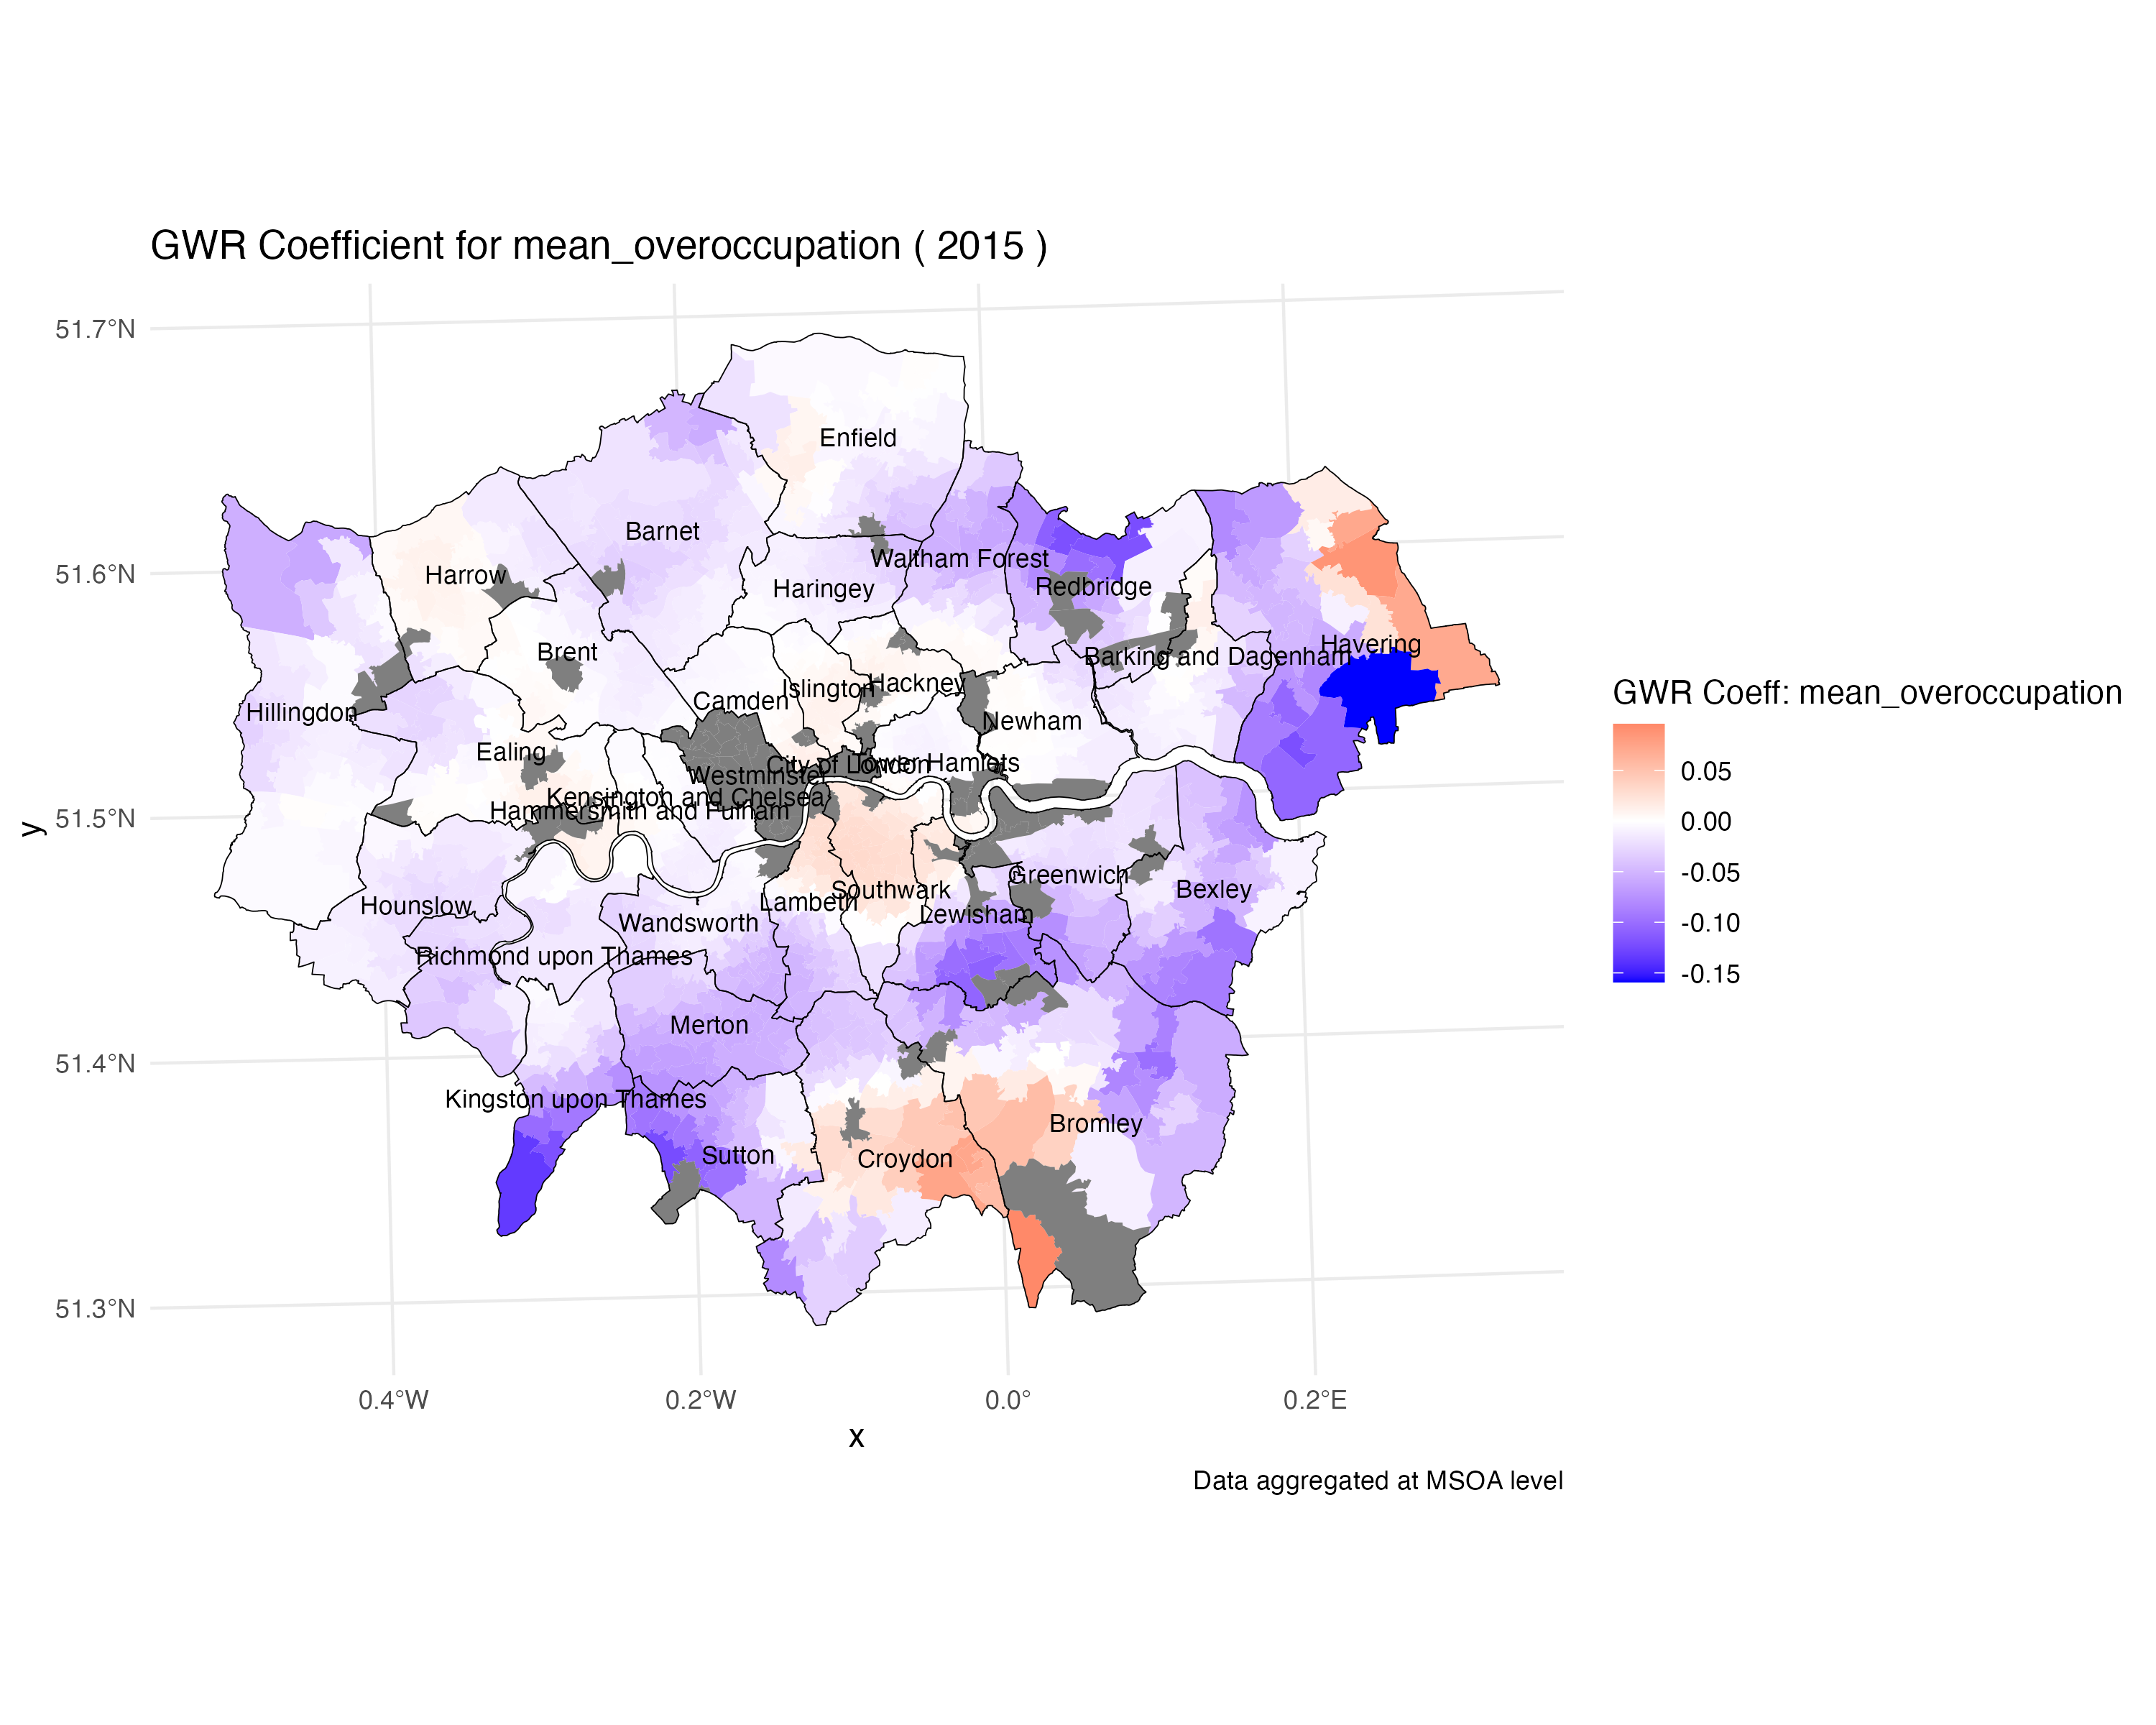 GWR Coefficient for mean_overoccupation ( 2015 )
51.7°N
51.6°N
51.5°N
51.4°N
51.3°N
y
Enfield
Barnet
Harrow
Waltham Forest
Haringey
Redbridge
Havering
Brent
Barking and Dagenham
Hillingdon
Camden
Islington
Hackney
Newham
Ealing
City of London
Tower Hamlets
Westminster
Kensington and Chelsea
Hammersmith and Fulham
Greenwich
Bexley
Southwark
Lambeth
Lewisham
Hounslow
Wandsworth
Richmond upon Thames
Merton
Kingston upon Thames
Bromley
Sutton
Croydon
0.4°W
0.2°W
0.0°
0.2°E
x
GWR Coeff: mean_overoccupation
0.05
0.00
-0.05
-0.10
-0.15
Data aggregated at MSOA level